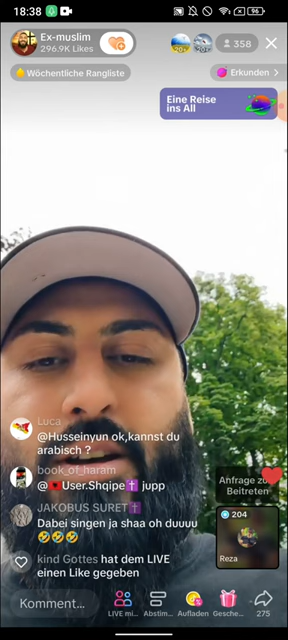 18:38
96
Ex-muslim
296.9K Likes
358
Wöchentliche Rangliste
Erkunden >
Eine Reise
ins All
Luca
@Husseinyun ok,kannst du
arabisch ?
book_of_haram
@🇦🇱User.Shqipe✝️ jupp
JAKOBUS SURET✝️
Dabei singen ja shaa oh duuuu
🤣🤣🤣
kind Gottes hat dem LIVE
einen Like gegeben
Anfrage zu
Beitreten
204
Reza
Komment...
LIVE mi...
Abstim...
Aufladen
Gesche...
275